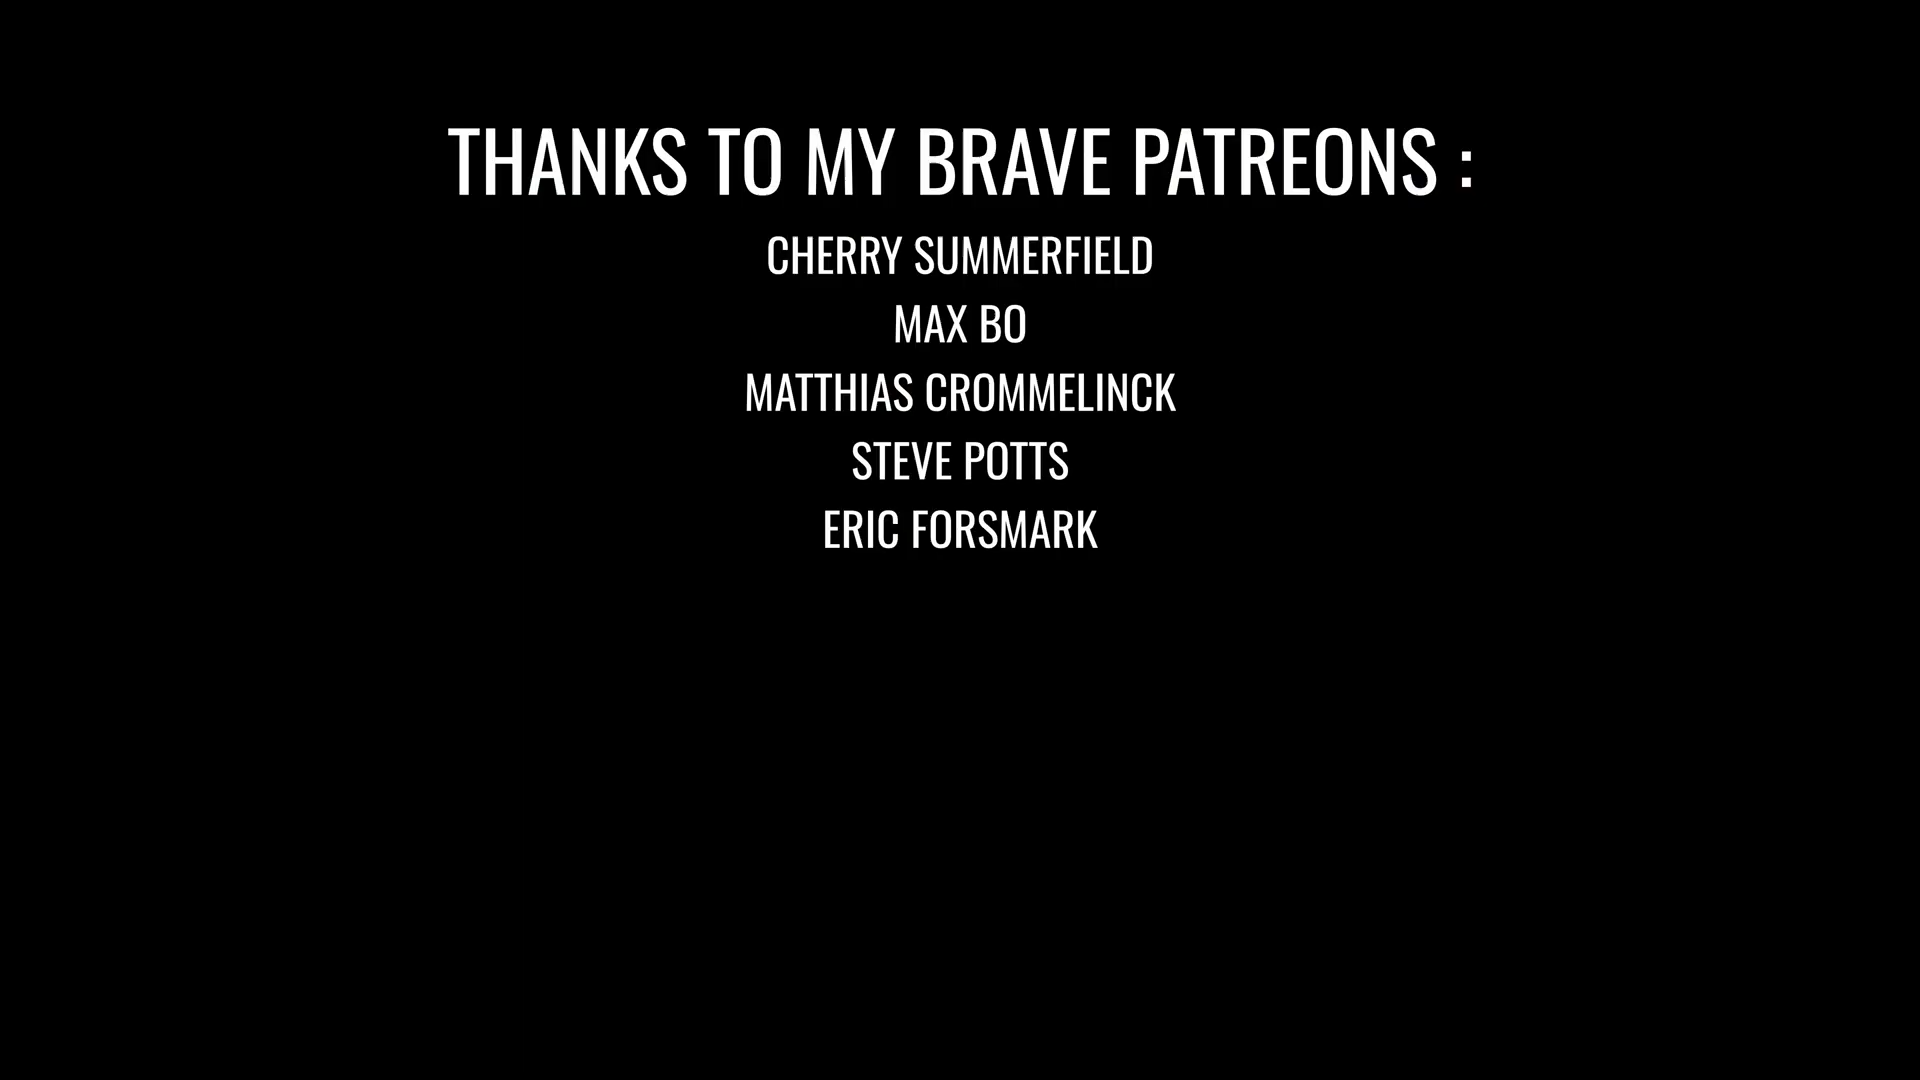 THANKS TO MY BRAVE PATREONS :
CHERRY SUMMERFIELD
MAX BO
MATTHIAS CROMMELINCK
STEVE POTTS
ERIC FORSMARK